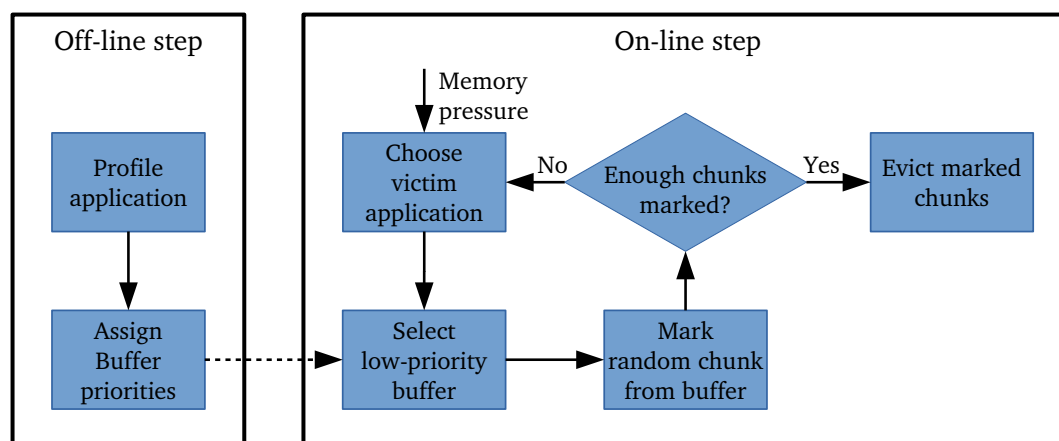 Off-line step
Profile
application
Assign
Buffer
priorities
On-line step
Memory
pressure
Choose
victim
application
No
Enough chunks
marked?
Yes
Evict marked
chunks
Select
low-priority
buffer
Mark
random chunk
from buffer